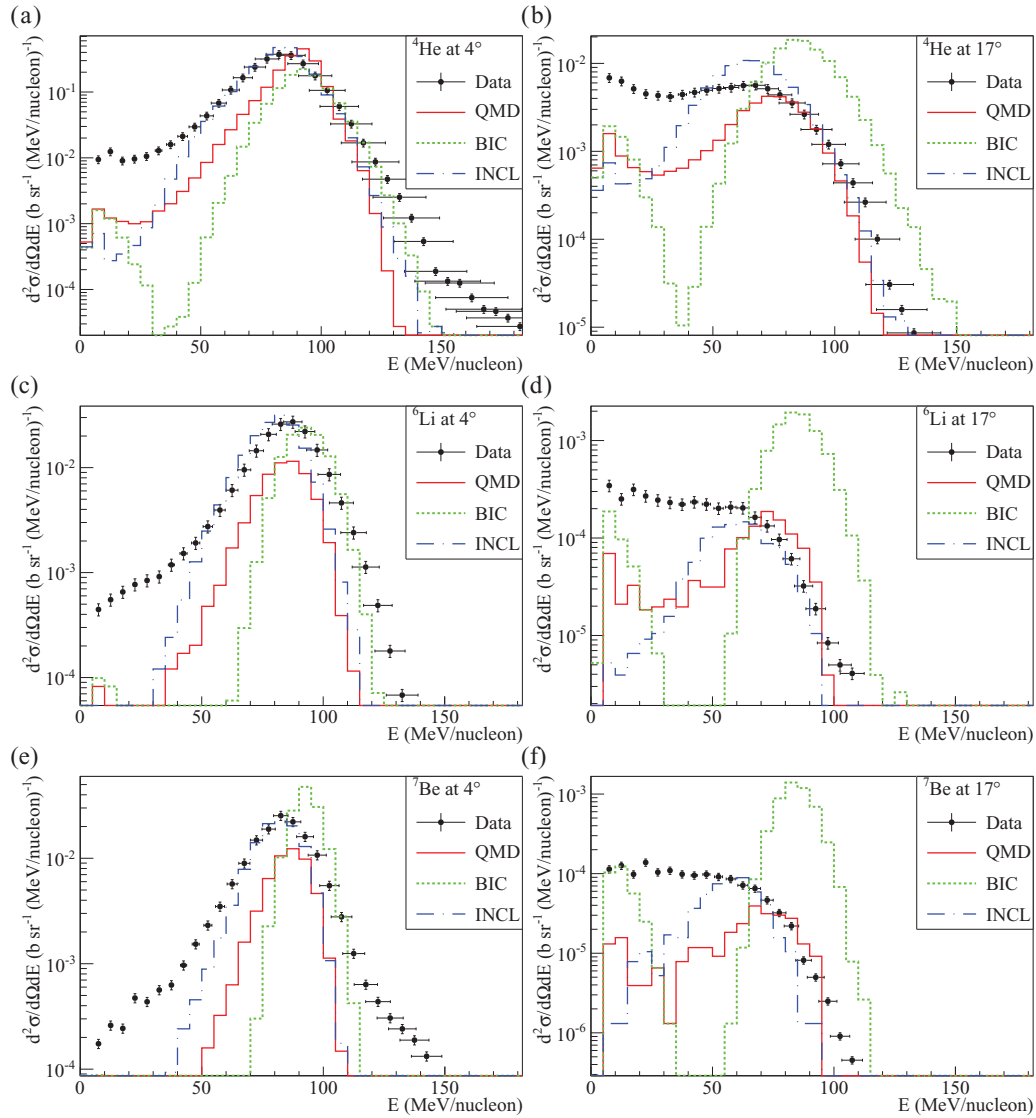 (a)
d²σ/dΩdE (b sr⁻¹ (MeV/nucleon)⁻¹)
10⁻¹
10⁻²
10⁻³
10⁻⁴
⁴He at 4°
Data
QMD
BIC
INCL
0 50 100 150
E (MeV/nucleon)
(b)
d²σ/dΩdE (b sr⁻¹ (MeV/nucleon)⁻¹)
10⁻²
10⁻³
10⁻⁴
10⁻⁵
⁴He at 17°
Data
QMD
BIC
INCL
0 50 100 150
E (MeV/nucleon)
(c)
d²σ/dΩdE (b sr⁻¹ (MeV/nucleon)⁻¹)
10⁻²
10⁻³
10⁻⁴
⁶Li at 4°
Data
QMD
BIC
INCL
0 50 100 150
E (MeV/nucleon)
(d)
d²σ/dΩdE (b sr⁻¹ (MeV/nucleon)⁻¹)
10⁻³
10⁻⁴
10⁻⁵
⁶Li at 17°
Data
QMD
BIC
INCL
0 50 100 150
E (MeV/nucleon)
(e)
d²σ/dΩdE (b sr⁻¹ (MeV/nucleon)⁻¹)
10⁻²
10⁻³
10⁻⁴
⁷Be at 4°
Data
QMD
BIC
INCL
0 50 100 150
E (MeV/nucleon)
(f)
d²σ/dΩdE (b sr⁻¹ (MeV/nucleon)⁻¹)
10⁻³
10⁻⁴
10⁻⁵
10⁻⁶
⁷Be at 17°
Data
QMD
BIC
INCL
0 50 100 150
E (MeV/nucleon)